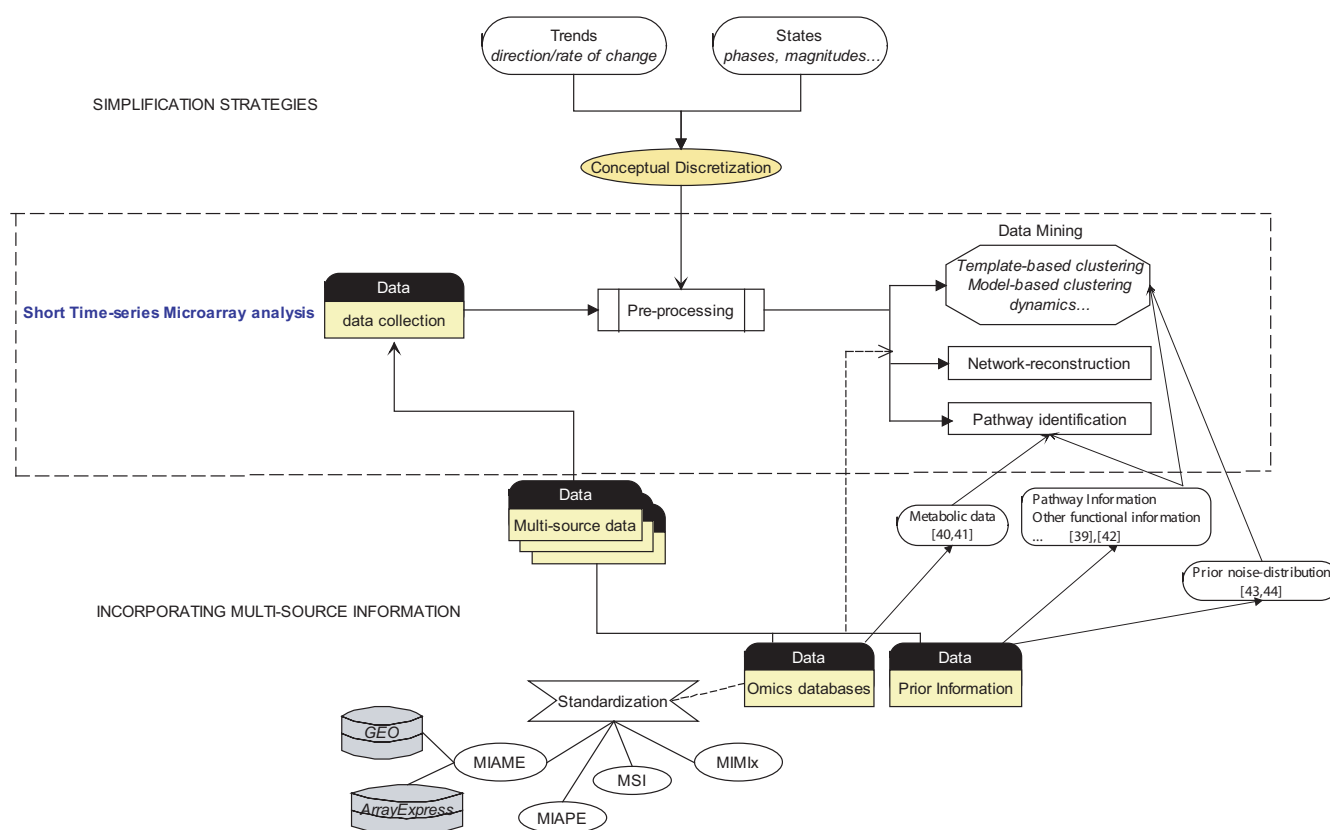 Trends
direction/rate of change
States
phases, magnitudes…
SIMPLIFICATION STRATEGIES
Conceptual Discretization
Data Mining
Template-based clustering
Model-based clustering
dynamics…
Short Time-series Microarray analysis
Data
data collection
Pre-processing
Network-reconstruction
Pathway identification
Data
Multi-source data
Metabolic data
[40,41]
Pathway Information
Other functional information
... [39],[42]
Prior noise-distribution
[43,44]
INCORPORATING MULTI-SOURCE INFORMATION
Data
Omics databases
Data
Prior Information
Standardization
GEO
MIAME
MSI
MIMIx
ArrayExpress
MIAPE